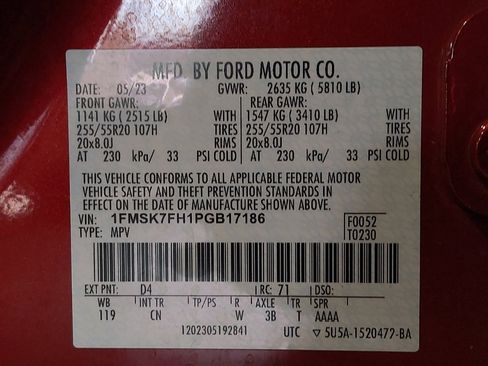 MFD. BY FORD MOTOR CO.
DATE: 05/23 GVWR: 2635 KG ( 5810 LB)
FRONT GAWR: REAR GAWR:
1141 KG ( 2515 LB) WITH 1547 KG ( 3410 LB) WITH
255/55R20 107H TIRES 255/55R20 107H TIRES
20x8.0J RIMS 20x8.0J RIMS
AT 230 kPa/ 33 PSI COLD AT 230 kPa/ 33 PSI COLD
THIS VEHICLE CONFORMS TO ALL APPLICABLE FEDERAL MOTOR
VEHICLE SAFETY AND THEFT PREVENTION STANDARDS IN
EFFECT ON THE DATE OF MANUFACTURE SHOWN ABOVE.
VIN: 1FMSK7FH1PGB17186 F0052
TYPE: MPV T0230
EXT PNT: D4 RC: 71 DSO:
WB INT TR TP/PS R AXLE TR SPR
119 CN W 3B T AAAA
1202305192841 UTC ▽ 5U5A-1520472-BA